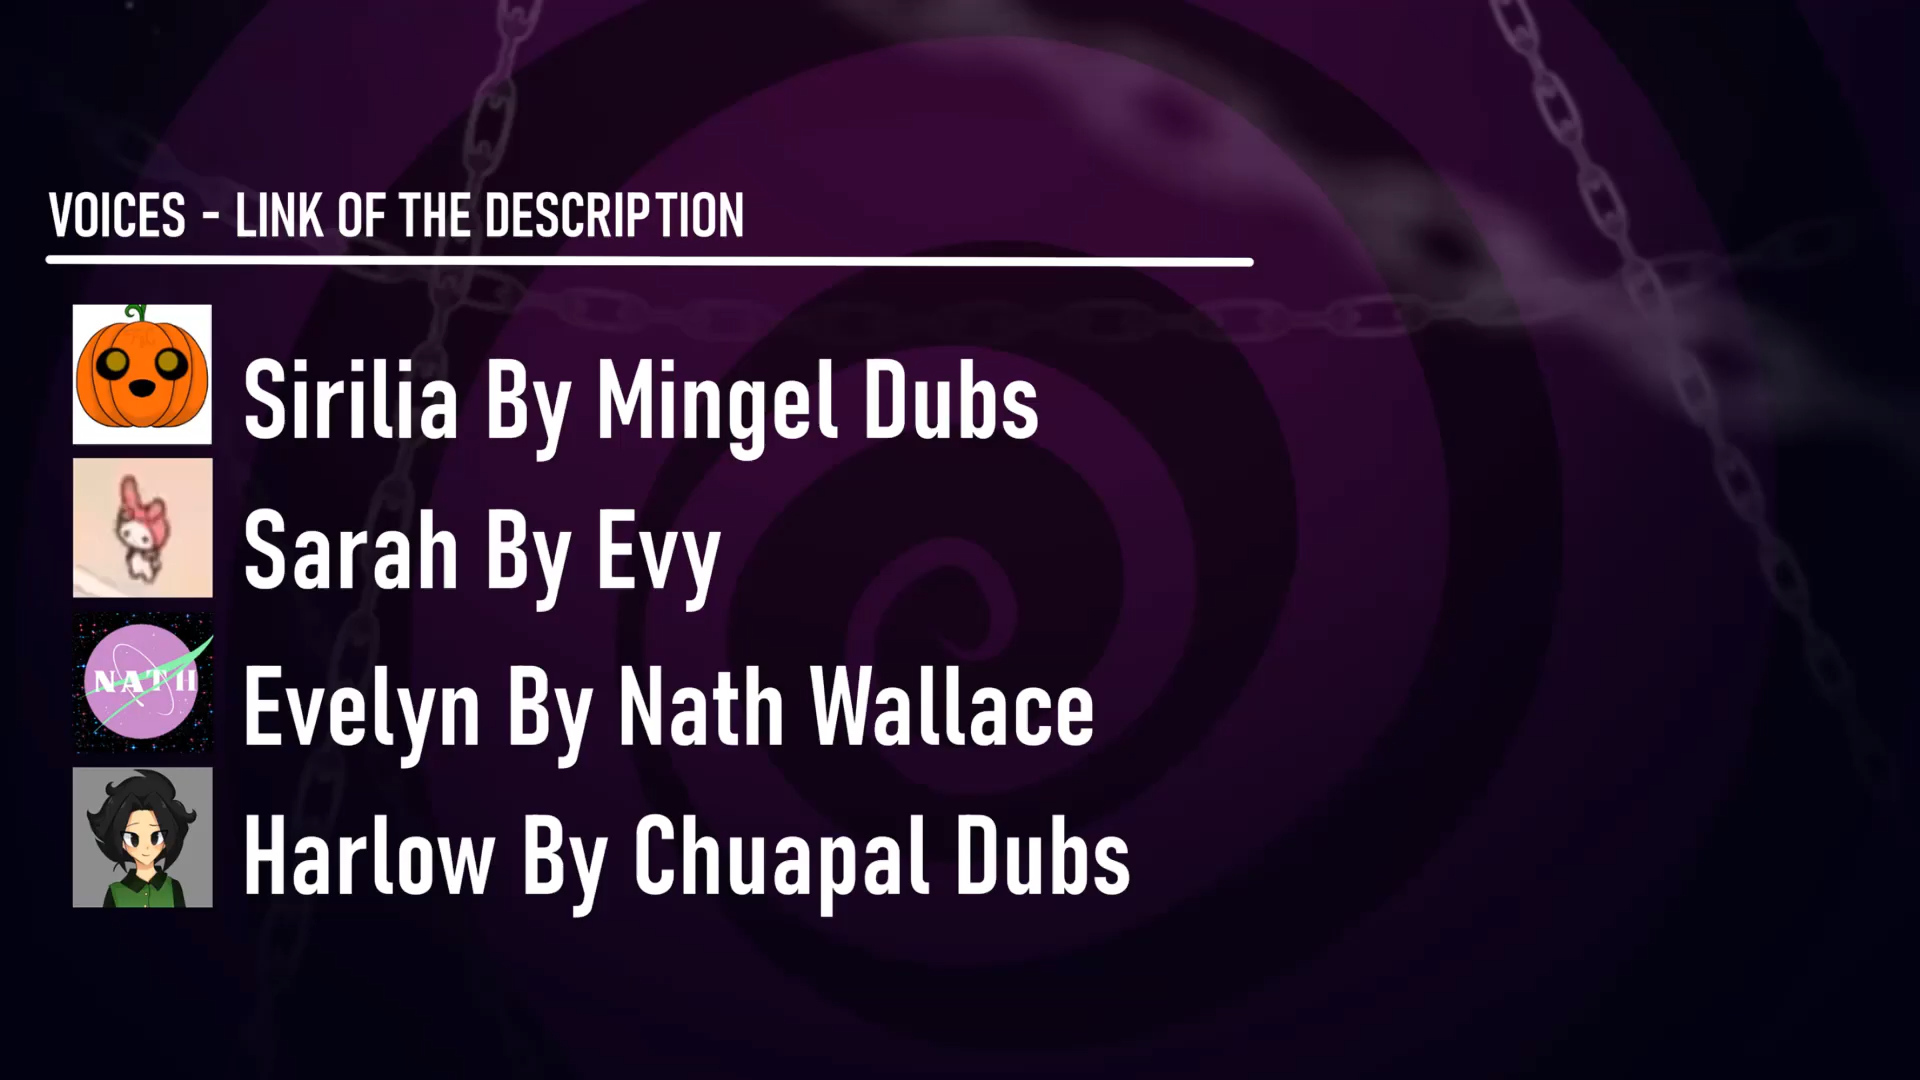 VOICES - LINK OF THE DESCRIPTION
Sirilia By Mingel Dubs
Sarah By Evy
NATH
Evelyn By Nath Wallace
Harlow By Chuapal Dubs